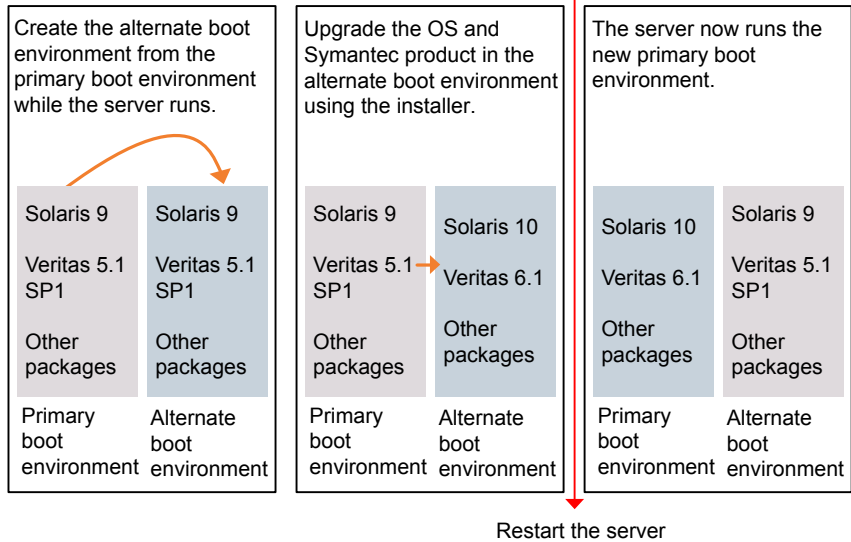 Create the alternate boot
environment from the
primary boot environment
while the server runs.
Solaris 9
Veritas 5.1
SP1
Other
packages
Primary
boot
environment
Solaris 9
Veritas 5.1
SP1
Other
packages
Alternate
boot
environment
Upgrade the OS and
Symantec product in the
alternate boot environment
using the installer.
Solaris 9
Veritas 5.1
SP1
Other
packages
Primary
boot
environment
Solaris 10
Veritas 6.1
Other
packages
Alternate
boot
environment
The server now runs the
new primary boot
environment.
Solaris 10
Veritas 6.1
Other
packages
Primary
boot
environment
Solaris 9
Veritas 5.1
SP1
Other
packages
Alternate
boot
environment
Restart the server